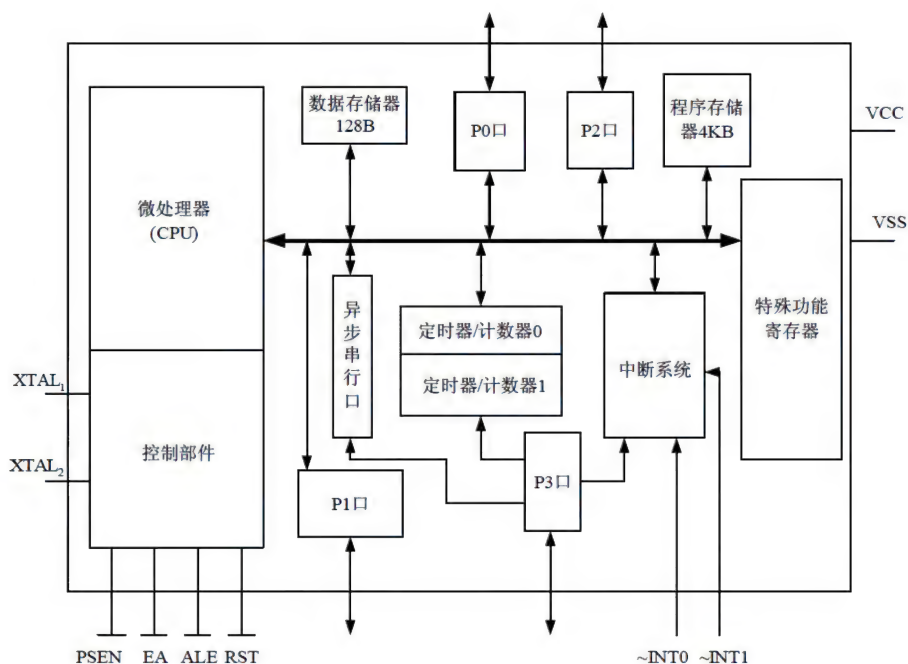 数据存储器
128B
P0口
P2口
程序存储
器4KB
VCC
微处理器
(CPU)
VSS
特殊功能
寄存器
异步串行口
定时器/计数器0
定时器/计数器1
中断系统
XTAL1
控制部件
XTAL2
P1口
P3口
PSEN EA ALE RST
~INT0 ~INT1